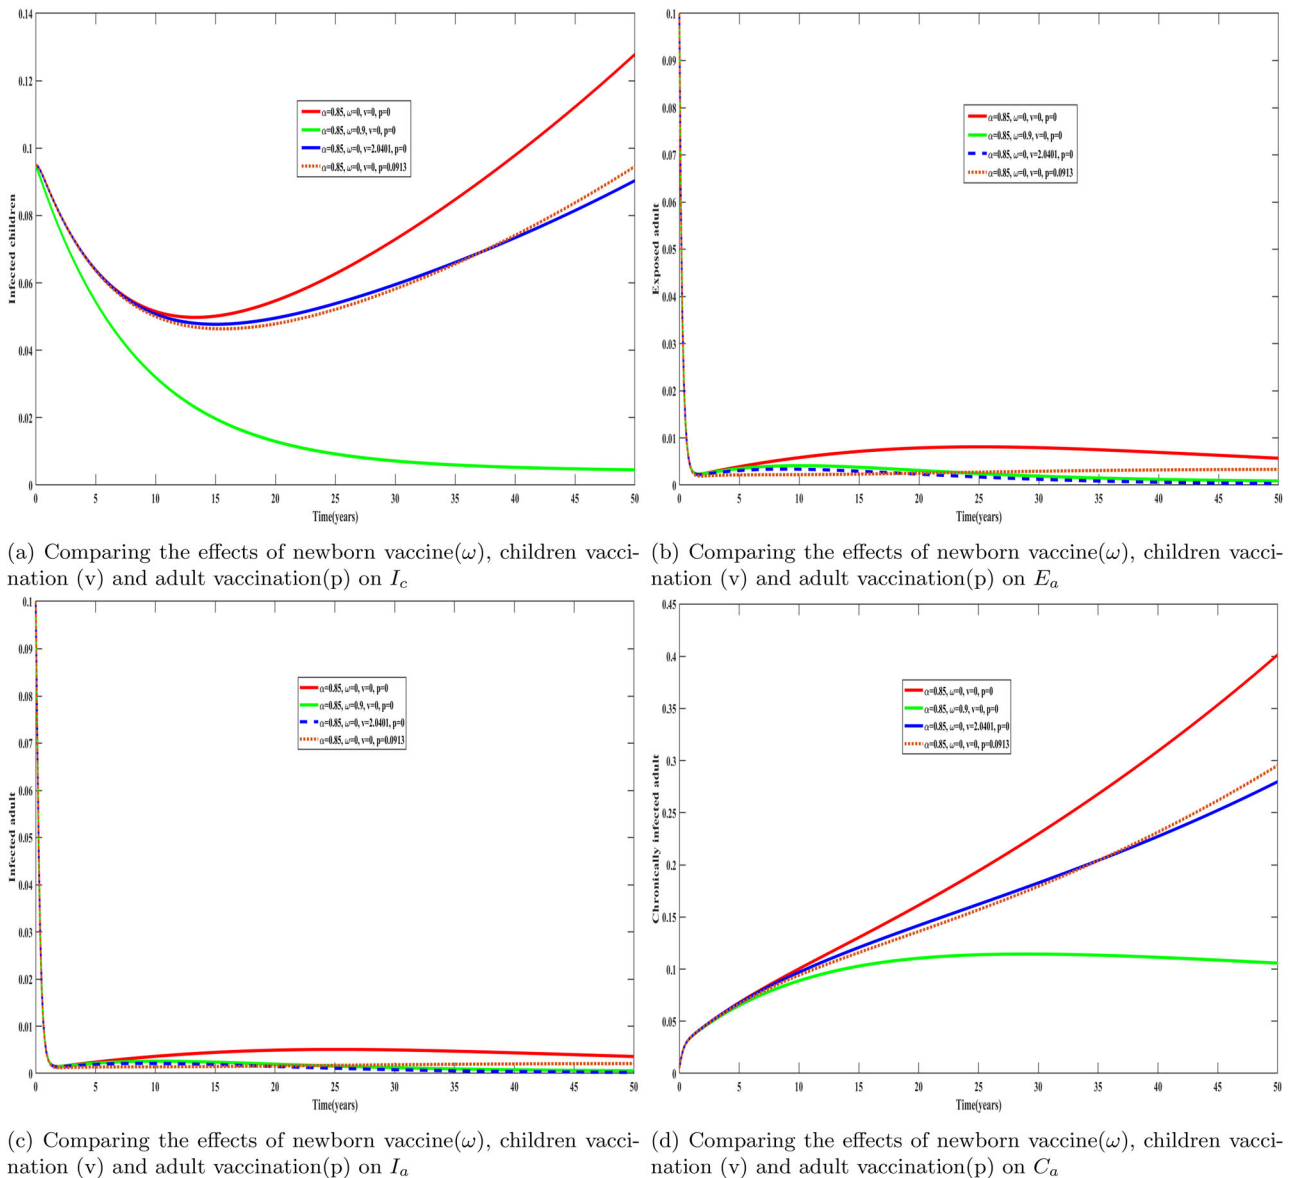 0.14
0.12
0.1
0.08
0.06
0.04
0.02
0
Infected children
α=0.85, ω=0, v=0, p=0
α=0.85, ω=0.9, v=0, p=0
α=0.85, ω=0, v=2.0401, p=0
α=0.85, ω=0, v=0, p=0.0913
0 5 10 15 20 25 30 35 40 45 50
Time(years)
(a) Comparing the effects of newborn vaccine(ω), children vacci-
nation (v) and adult vaccination(p) on I_c
0.1
0.09
0.08
0.07
0.06
0.05
0.04
0.03
0.02
0.01
0
Exposed adult
α=0.85, ω=0, v=0, p=0
α=0.85, ω=0.9, v=0, p=0
α=0.85, ω=0, v=2.0401, p=0
α=0.85, ω=0, v=0, p=0.0913
0 5 10 15 20 25 30 35 40 45 50
Time(years)
(b) Comparing the effects of newborn vaccine(ω), children vacci-
nation (v) and adult vaccination(p) on E_a
0.1
0.09
0.08
0.07
0.06
0.05
0.04
0.03
0.02
0.01
0
Infected adult
α=0.85, ω=0, v=0, p=0
α=0.85, ω=0.9, v=0, p=0
α=0.85, ω=0, v=2.0401, p=0
α=0.85, ω=0, v=0, p=0.0913
0 5 10 15 20 25 30 35 40 45 50
Time(years)
(c) Comparing the effects of newborn vaccine(ω), children vacci-
nation (v) and adult vaccination(p) on I_a
0.45
0.4
0.35
0.3
0.25
0.2
0.15
0.1
0.05
0
Chronically infected adult
α=0.85, ω=0, v=0, p=0
α=0.85, ω=0.9, v=0, p=0
α=0.85, ω=0, v=2.0401, p=0
α=0.85, ω=0, v=0, p=0.0913
0 5 10 15 20 25 30 35 40 45 50
Time(years)
(d) Comparing the effects of newborn vaccine(ω), children vacci-
nation (v) and adult vaccination(p) on C_a